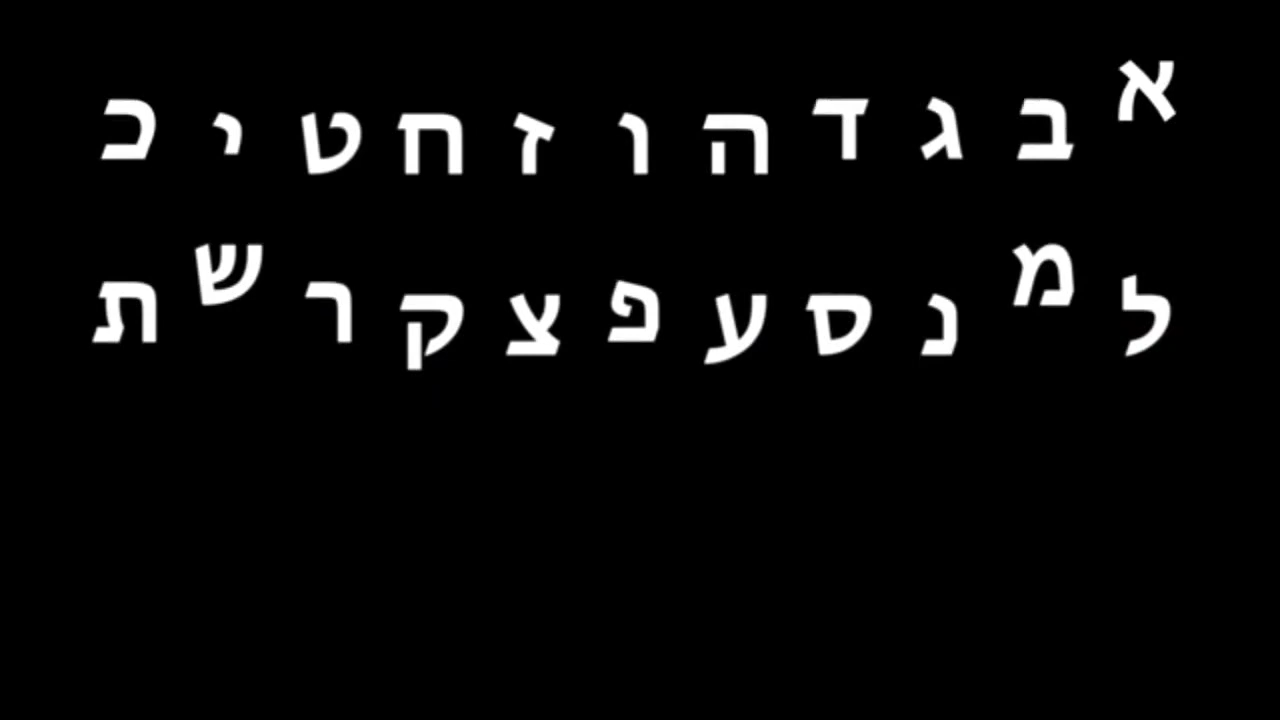 א ב ג ד ה ו ז ח ט י כ
ל מ נ ס ע פ צ ק ר ש ת